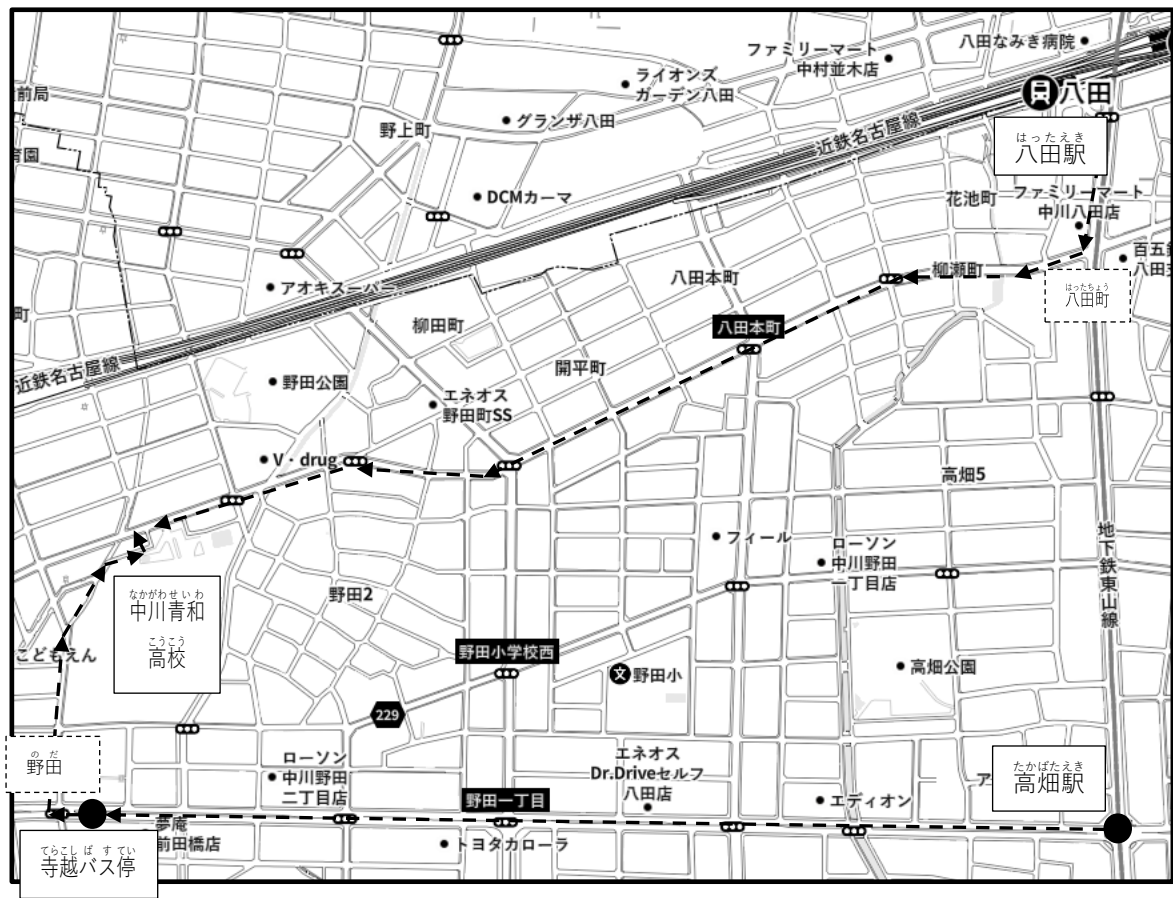 八田なみき病院
ファミリーマート
中村並木店
ライオンズ
ガーデン八田
八田
前局
グランザ八田
野上町
近鉄名古屋線
はったえき
八田駅
育園
DCMカーマ
花池町
ファミリーマート
中川八田店
百五
八田
柳瀬町
八田本町
アオキスーパー
はったちょう
八田町
町
柳田町
八田本町
開平町
近鉄名古屋線
野田公園
エネオス
野田町SS
V・drug
高畑5
地下鉄東山線
フィール
ローソン
中川野田
一丁目店
なかがわせいわ
中川青和
こうこう
高校
野田2
こどもえん
野田小学校西
文
野田小
高畑公園
229
のだ
野田
ローソン
中川野田
二丁目店
エネオス
Dr.Driveセルフ
八田店
たかばたえき
高畑駅
ア
野田一丁目
エディオン
夢庵
前田橋店
トヨタカローラ
てらこしばすてい
寺越バス停